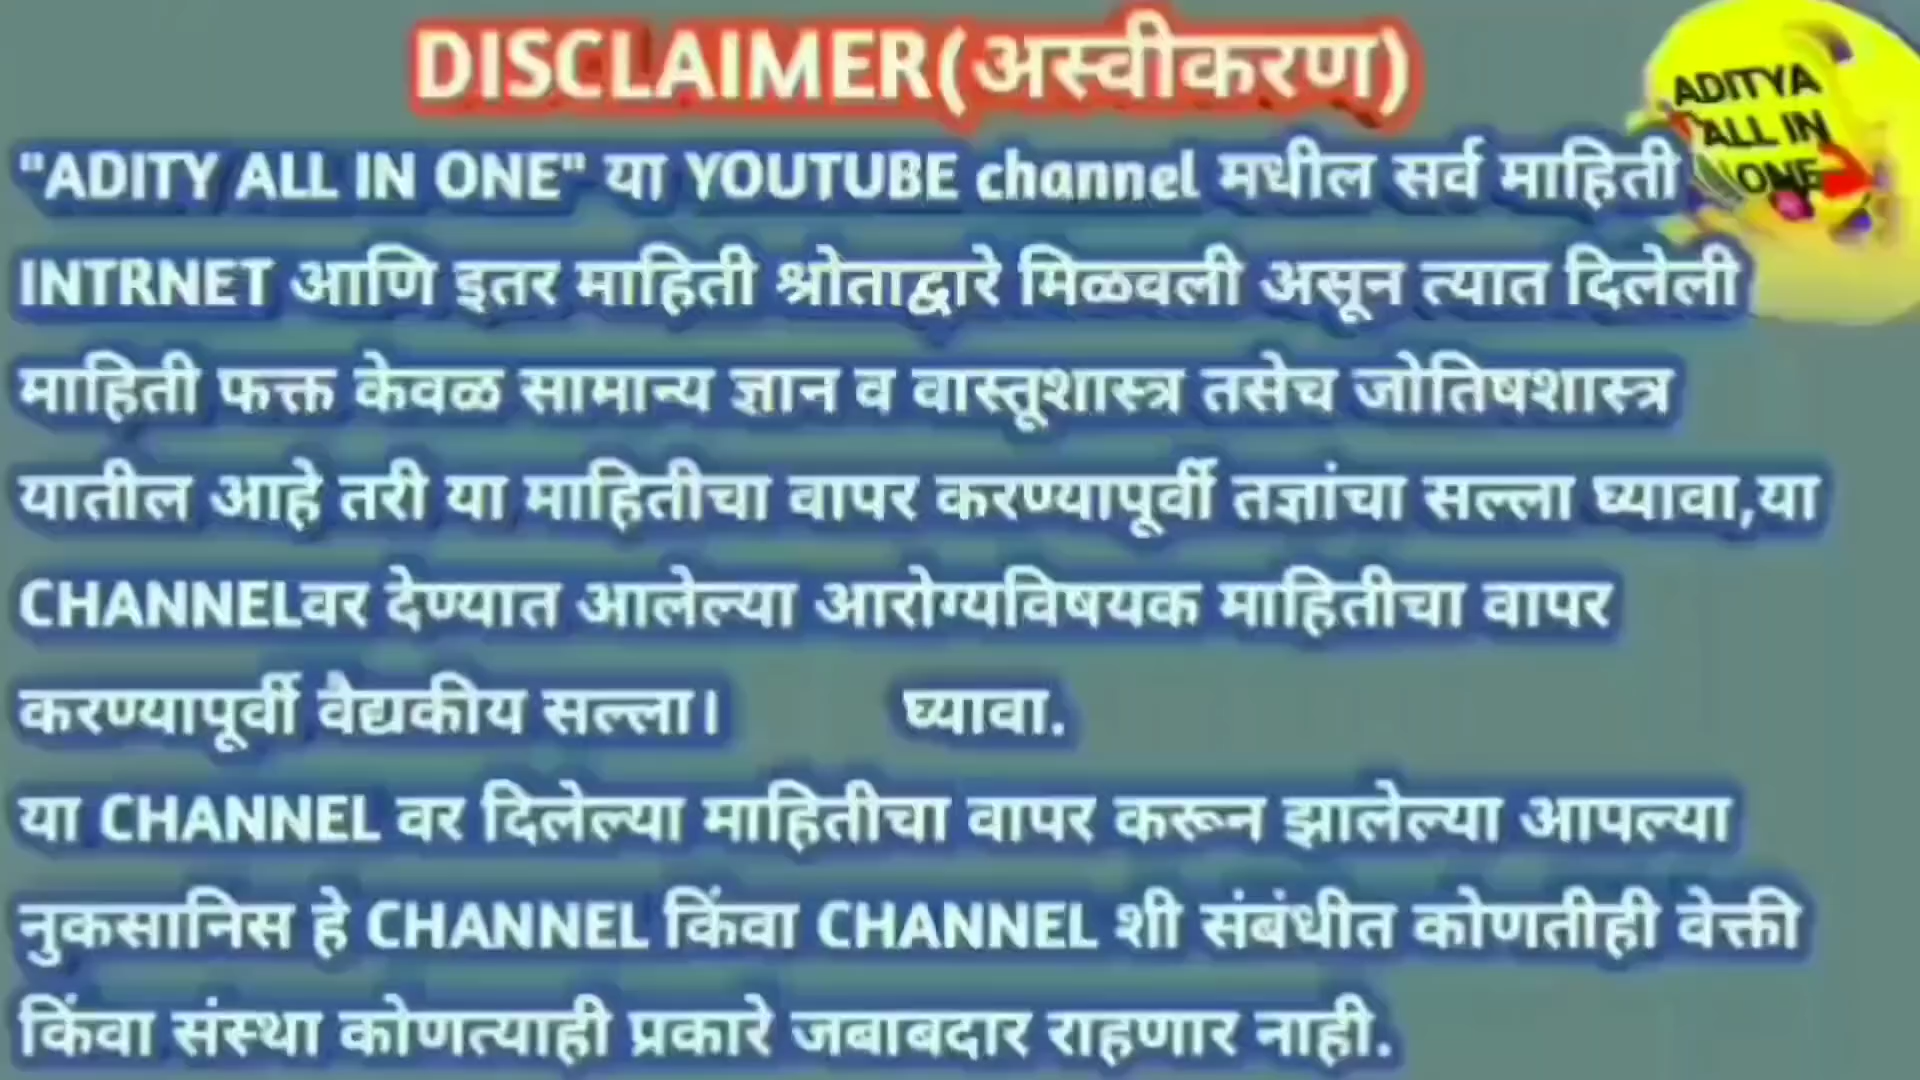 DISCLAIMER(अस्वीकरण)
ADITYA
ALL IN
ONE
"ADITY ALL IN ONE" या YOUTUBE channel मधील सर्व माहिती
INTRNET आणि इतर माहिती श्रोताद्वारे मिळवली असून त्यात दिलेली
माहिती फक्त केवळ सामान्य ज्ञान व वास्तूशास्त्र तसेच जोतिषशास्त्र
यातील आहे तरी या माहितीचा वापर करण्यापूर्वी तज्ञांचा सल्ला घ्यावा,या
CHANNELवर देण्यात आलेल्या आरोग्यविषयक माहितीचा वापर
करण्यापूर्वी वैद्यकीय सल्ला। घ्यावा.
या CHANNEL वर दिलेल्या माहितीचा वापर करून झालेल्या आपल्या
नुकसानिस हे CHANNEL किंवा CHANNEL शी संबंधीत कोणतीही वेक्ती
किंवा संस्था कोणत्याही प्रकारे जबाबदार राहणार नाही.